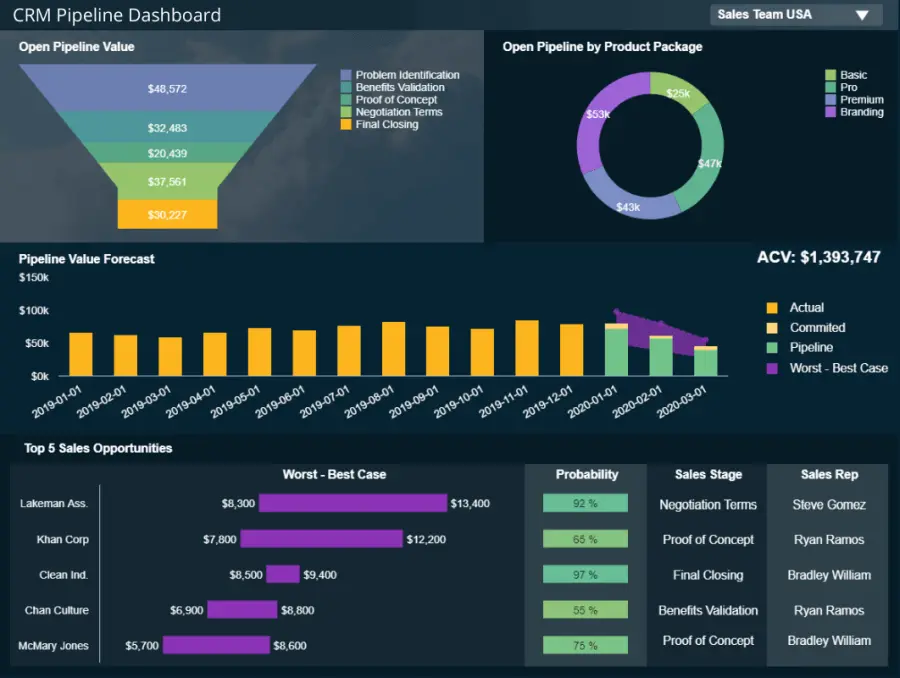 CRM Pipeline Dashboard
Sales Team USA
Open Pipeline Value
$48,572
$32,483
$20,439
$37,561
$30,227
Problem Identification
Benefits Validation
Proof of Concept
Negotiation Terms
Final Closing
Open Pipeline by Product Package
$25k
$53k
$47k
$43k
Basic
Pro
Premium
Branding
Pipeline Value Forecast
ACV: $1,393,747
$150k
$100k
$50k
$0k
2019-01-01
2019-02-01
2019-03-01
2019-04-01
2019-05-01
2019-06-01
2019-07-01
2019-08-01
2019-09-01
2019-10-01
2019-11-01
2019-12-01
2020-01-01
2020-02-01
2020-03-01
Actual
Commited
Pipeline
Worst - Best Case
Top 5 Sales Opportunities
Worst - Best Case Probability Sales Stage Sales Rep
Lakeman Ass. $8,300 $13,400 92 % Negotiation Terms Steve Gomez
Khan Corp $7,800 $12,200 65 % Proof of Concept Ryan Ramos
Clean Ind. $8,500 $9,400 97 % Final Closing Bradley William
Chan Culture $6,900 $8,800 55 % Benefits Validation Ryan Ramos
McMary Jones $5,700 $8,600 75 % Proof of Concept Bradley William